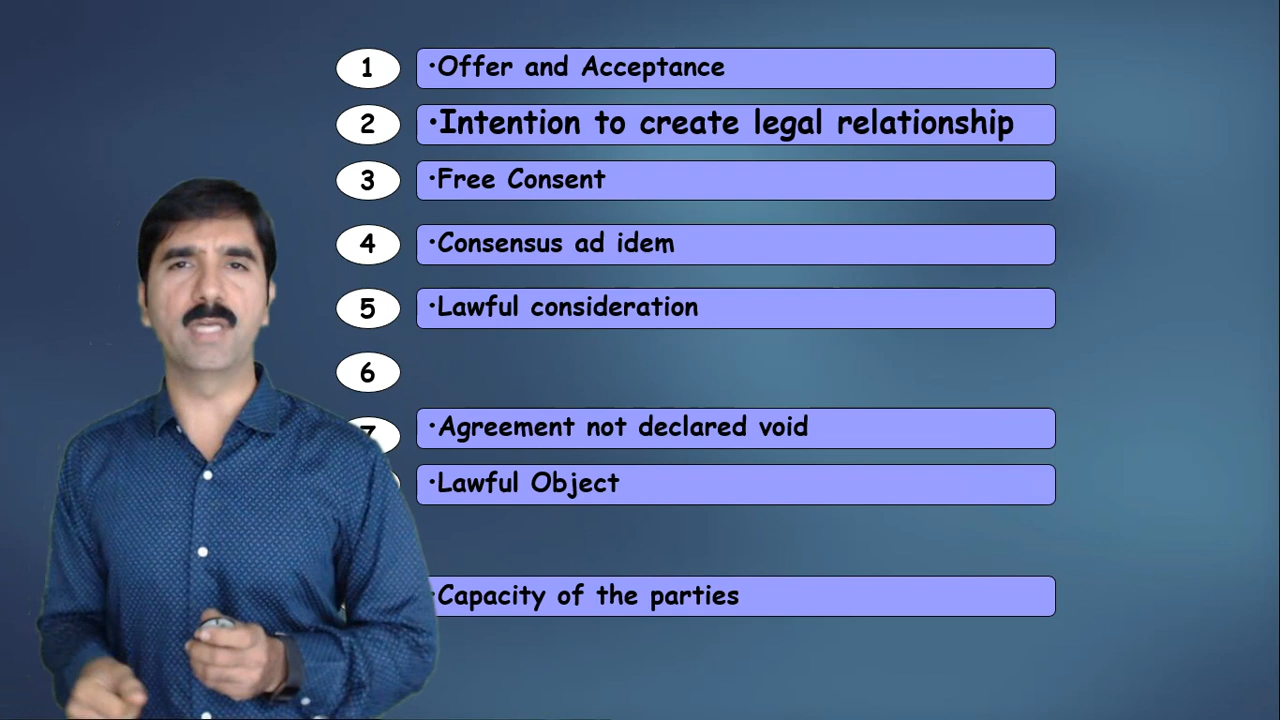 1 •Offer and Acceptance
2 •Intention to create legal relationship
3 •Free Consent
4 •Consensus ad idem
5 •Lawful consideration
6
7 •Agreement not declared void
•Lawful Object
•Capacity of the parties